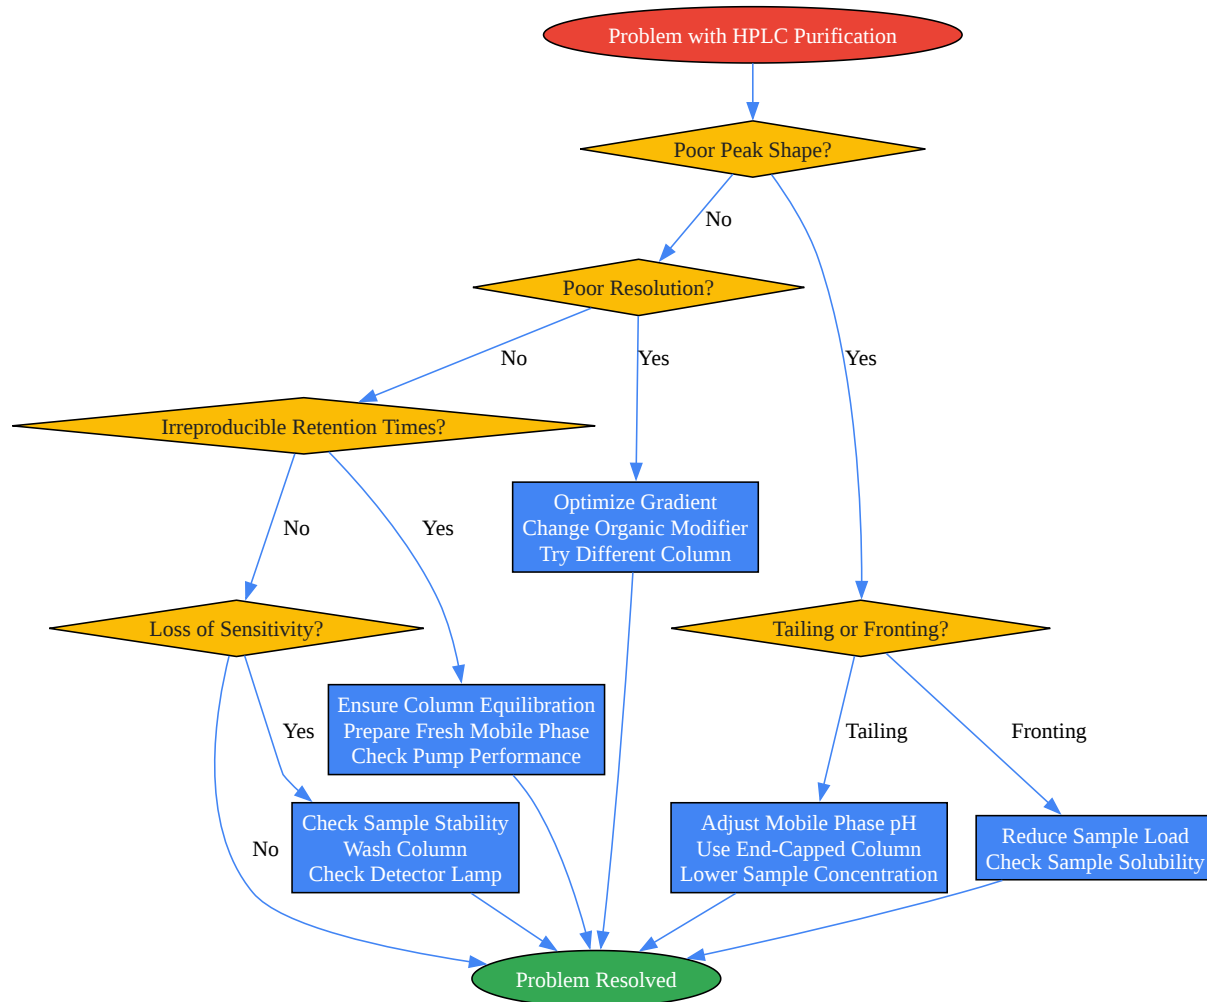 Problem with HPLC Purification
Poor Peak Shape?
No
Poor Resolution?
No
Yes
Yes
Irreproducible Retention Times?
Optimize Gradient
Change Organic Modifier
Try Different Column
No
Yes
Loss of Sensitivity?
Tailing or Fronting?
Ensure Column Equilibration
Prepare Fresh Mobile Phase
Check Pump Performance
Yes
Tailing
Fronting
Check Sample Stability
Wash Column
Check Detector Lamp
No
Adjust Mobile Phase pH
Use End-Capped Column
Lower Sample Concentration
Reduce Sample Load
Check Sample Solubility
Problem Resolved